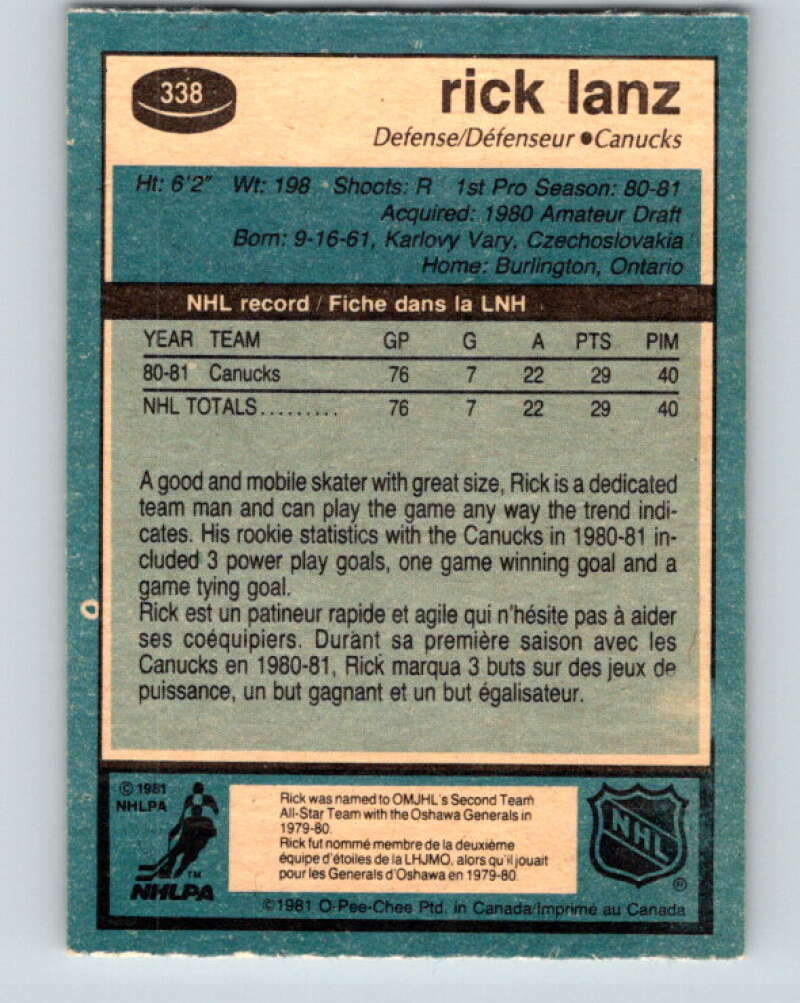 338
rick lanz
Defense/Défenseur ●Canucks
Ht: 6'2" Wt: 198 Shoots: R 1st Pro Season: 80-81
Acquired: 1980 Amateur Draft
Born: 9-16-61, Karlovy Vary, Czechoslovakia
Home: Burlington, Ontario
NHL record / Fiche dans la LNH
YEAR TEAM GP G A PTS PIM
80-81 Canucks 76 7 22 29 40
NHL TOTALS......... 76 7 22 29 40
A good and mobile skater with great size, Rick is a dedicated
team man and can play the game any way the trend indi-
cates. His rookie statistics with the Canucks in 1980-81 in-
cluded 3 power play goals, one game winning goal and a
game tying goal.
Rick est un patineur rapide et agile qui n'hésite pas à aider
ses coéquipiers. Durant sa première saison avec les
Canucks en 1980-81, Rick marqua 3 buts sur des jeux de
puissance, un but gagnant et un but égalisateur.
© 1981
NHLPA
TM
NHLPA
Rick was named to OMJHL's Second Team
All-Star Team with the Oshawa Generals in
1979-80.
Rick fut nommé membre de la deuxième
équipe d'étoiles de la LHJMO, alors qu'il jouait
pour les Generals d'Oshawa en 1979-80.
NHL
®
©1981 O-Pee-Chee Ptd. in Canada/Imprimé au Canada